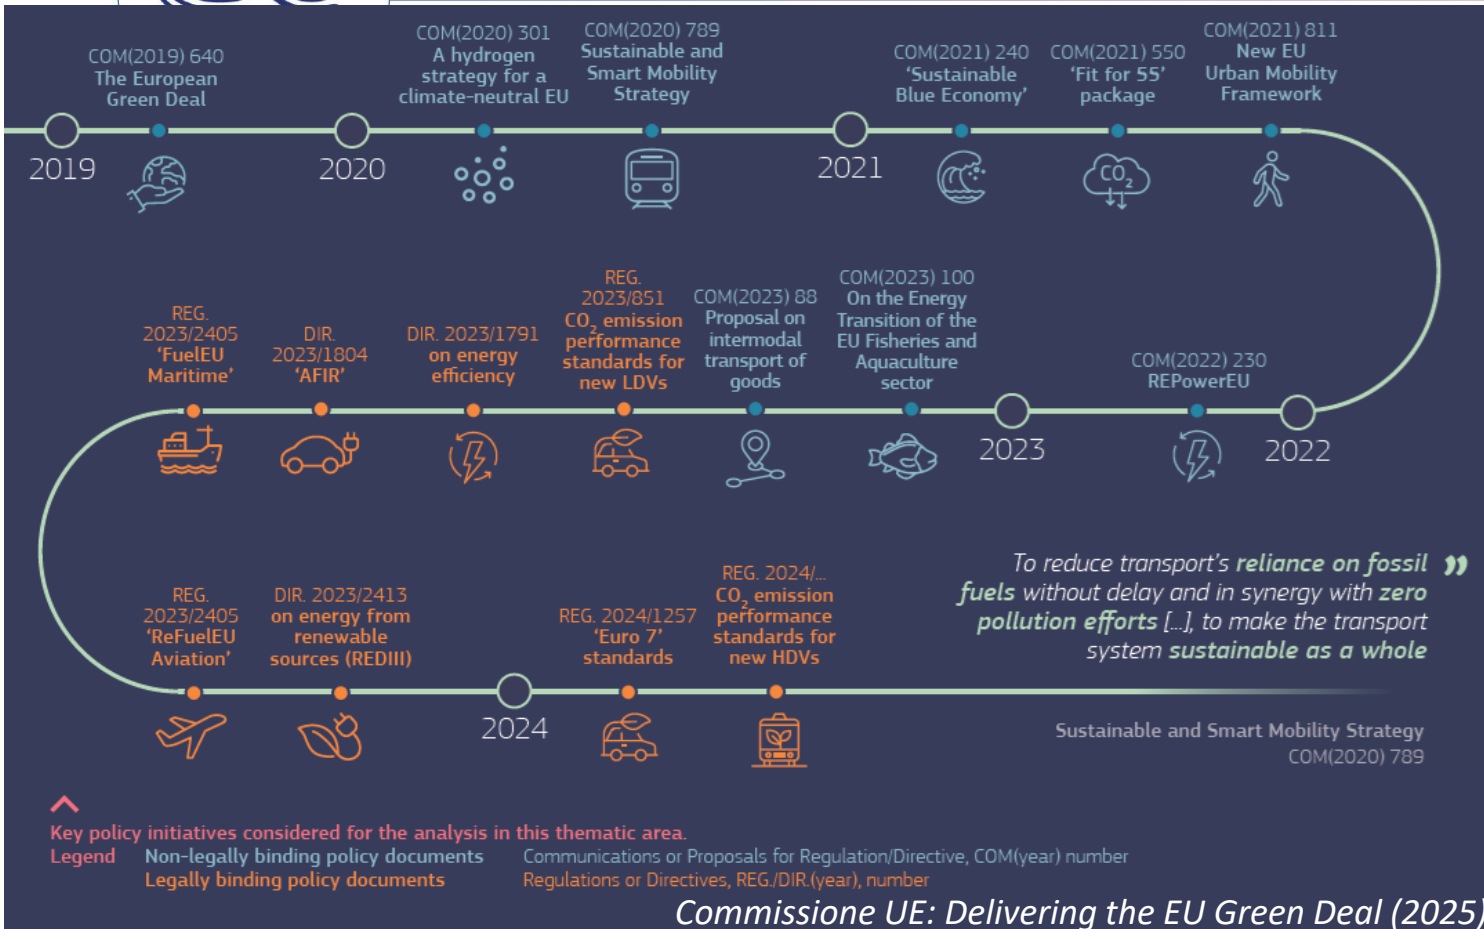 COM(2019) 640
The European
Green Deal
COM(2020) 301
A hydrogen
strategy for a
climate-neutral EU
COM(2020) 789
Sustainable and
Smart Mobility
Strategy
COM(2021) 240
‘Sustainable
Blue Economy’
COM(2021) 550
‘Fit for 55’
package
COM(2021) 811
New EU
Urban Mobility
Framework
2019
2020
2021
CO2
REG.
2023/2405
‘FuelEU
Maritime’
DIR.
2023/1804
‘AFIR’
DIR. 2023/1791
on energy
efficiency
REG.
2023/851
CO2 emission
performance
standards for
new LDVs
COM(2023) 88
Proposal on
intermodal
transport of
goods
COM(2023) 100
On the Energy
Transition of the
EU Fisheries and
Aquaculture
sector
COM(2022) 230
REPowerEU
2023
2022
REG.
2023/2405
‘ReFuelEU
Aviation’
DIR. 2023/2413
on energy from
renewable
sources (REDIII)
REG. 2024/1257
‘Euro 7’
standards
REG. 2024/...
CO2 emission
performance
standards for
new HDVs
2024
To reduce transport’s reliance on fossil ”
fuels without delay and in synergy with zero
pollution efforts [...], to make the transport
system sustainable as a whole
Sustainable and Smart Mobility Strategy
COM(2020) 789
Key policy initiatives considered for the analysis in this thematic area.
Legend Non-legally binding policy documents Communications or Proposals for Regulation/Directive, COM(year) number
Legally binding policy documents Regulations or Directives, REG./DIR.(year), number
Commissione UE: Delivering the EU Green Deal (2025)